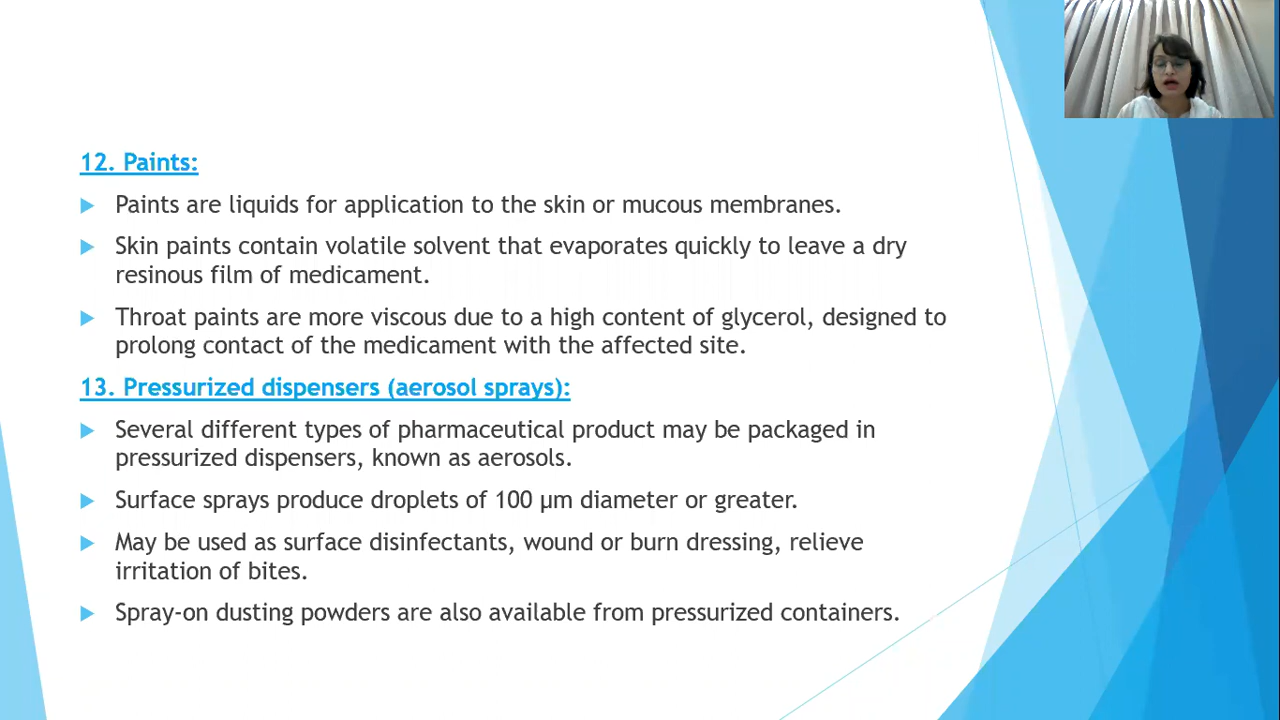 12. Paints:
Paints are liquids for application to the skin or mucous membranes.
Skin paints contain volatile solvent that evaporates quickly to leave a dry
resinous film of medicament.
Throat paints are more viscous due to a high content of glycerol, designed to
prolong contact of the medicament with the affected site.
13. Pressurized dispensers (aerosol sprays):
Several different types of pharmaceutical product may be packaged in
pressurized dispensers, known as aerosols.
Surface sprays produce droplets of 100 µm diameter or greater.
May be used as surface disinfectants, wound or burn dressing, relieve
irritation of bites.
Spray-on dusting powders are also available from pressurized containers.